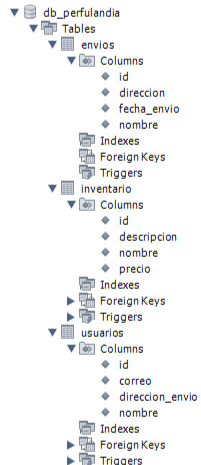 db_perfulandia
Tables
envios
Columns
id
direccion
fecha_envio
nombre
Indexes
Foreign Keys
Triggers
inventario
Columns
id
descripcion
nombre
precio
Indexes
Foreign Keys
Triggers
usuarios
Columns
id
correo
direccion_envio
nombre
Indexes
Foreign Keys
Triggers